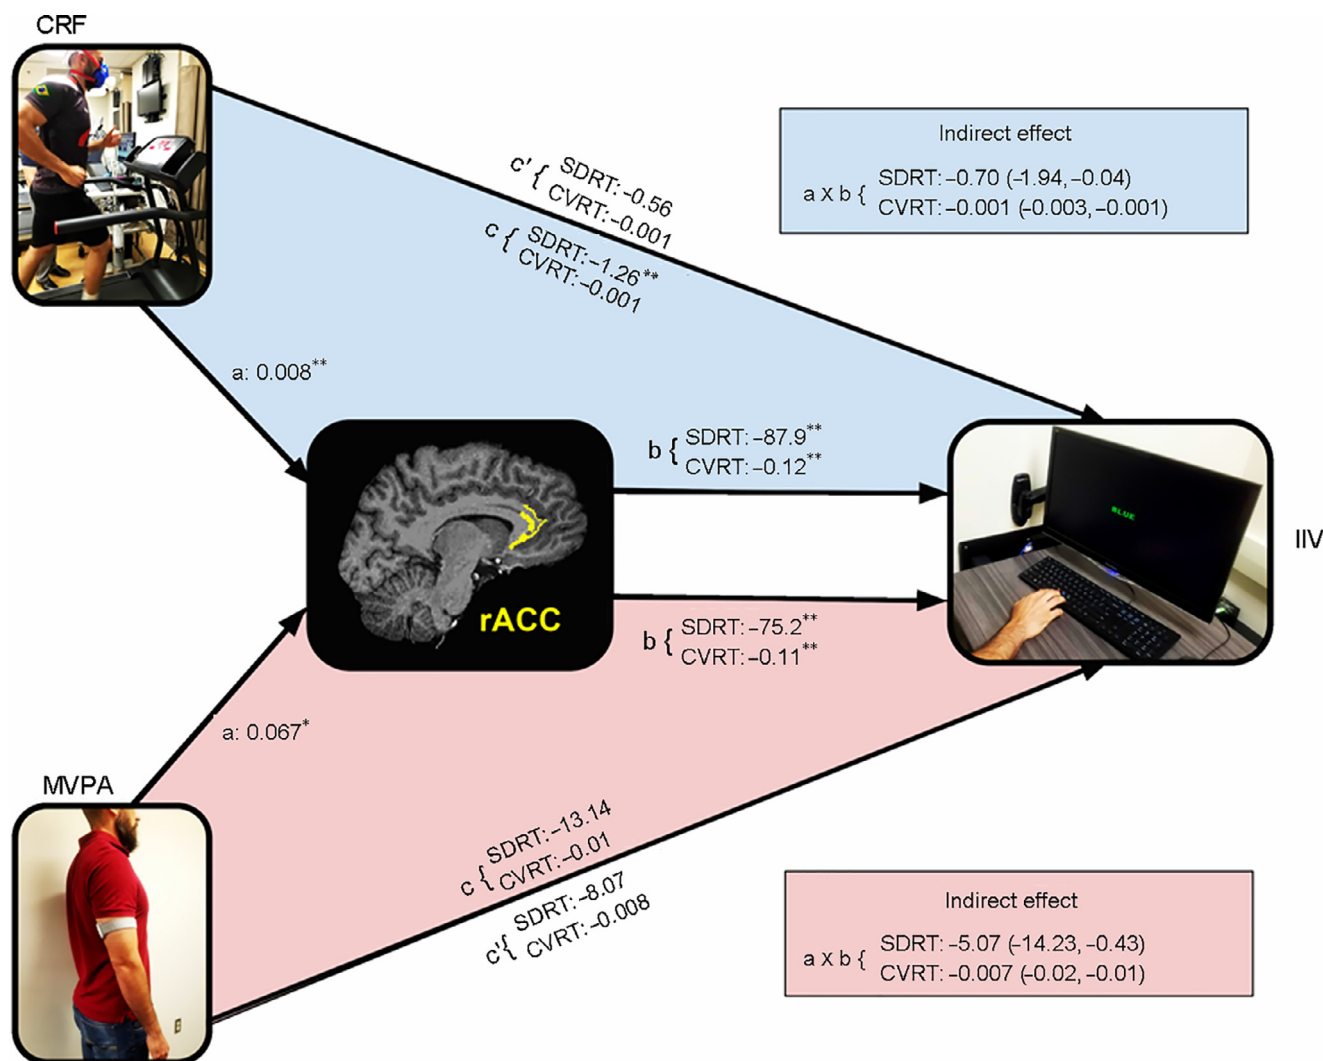 CRF
c' { SDRT: –0.56
CVRT: –0.001
c { SDRT: –1.26**
CVRT: –0.001
Indirect effect
a X b { SDRT: –0.70 (-1.94, –0.04)
CVRT: –0.001 (–0.003, –0.001)
a: 0.008**
b { SDRT: –87.9**
CVRT: –0.12**
rACC
BLUE
IIV
b { SDRT: –75.2**
CVRT: –0.11**
a: 0.067*
MVPA
c { SDRT: –13.14
CVRT: –0.01
c' { SDRT: –8.07
CVRT: –0.008
Indirect effect
a X b { SDRT: –5.07 (–14.23, –0.43)
CVRT: –0.007 (–0.02, –0.01)